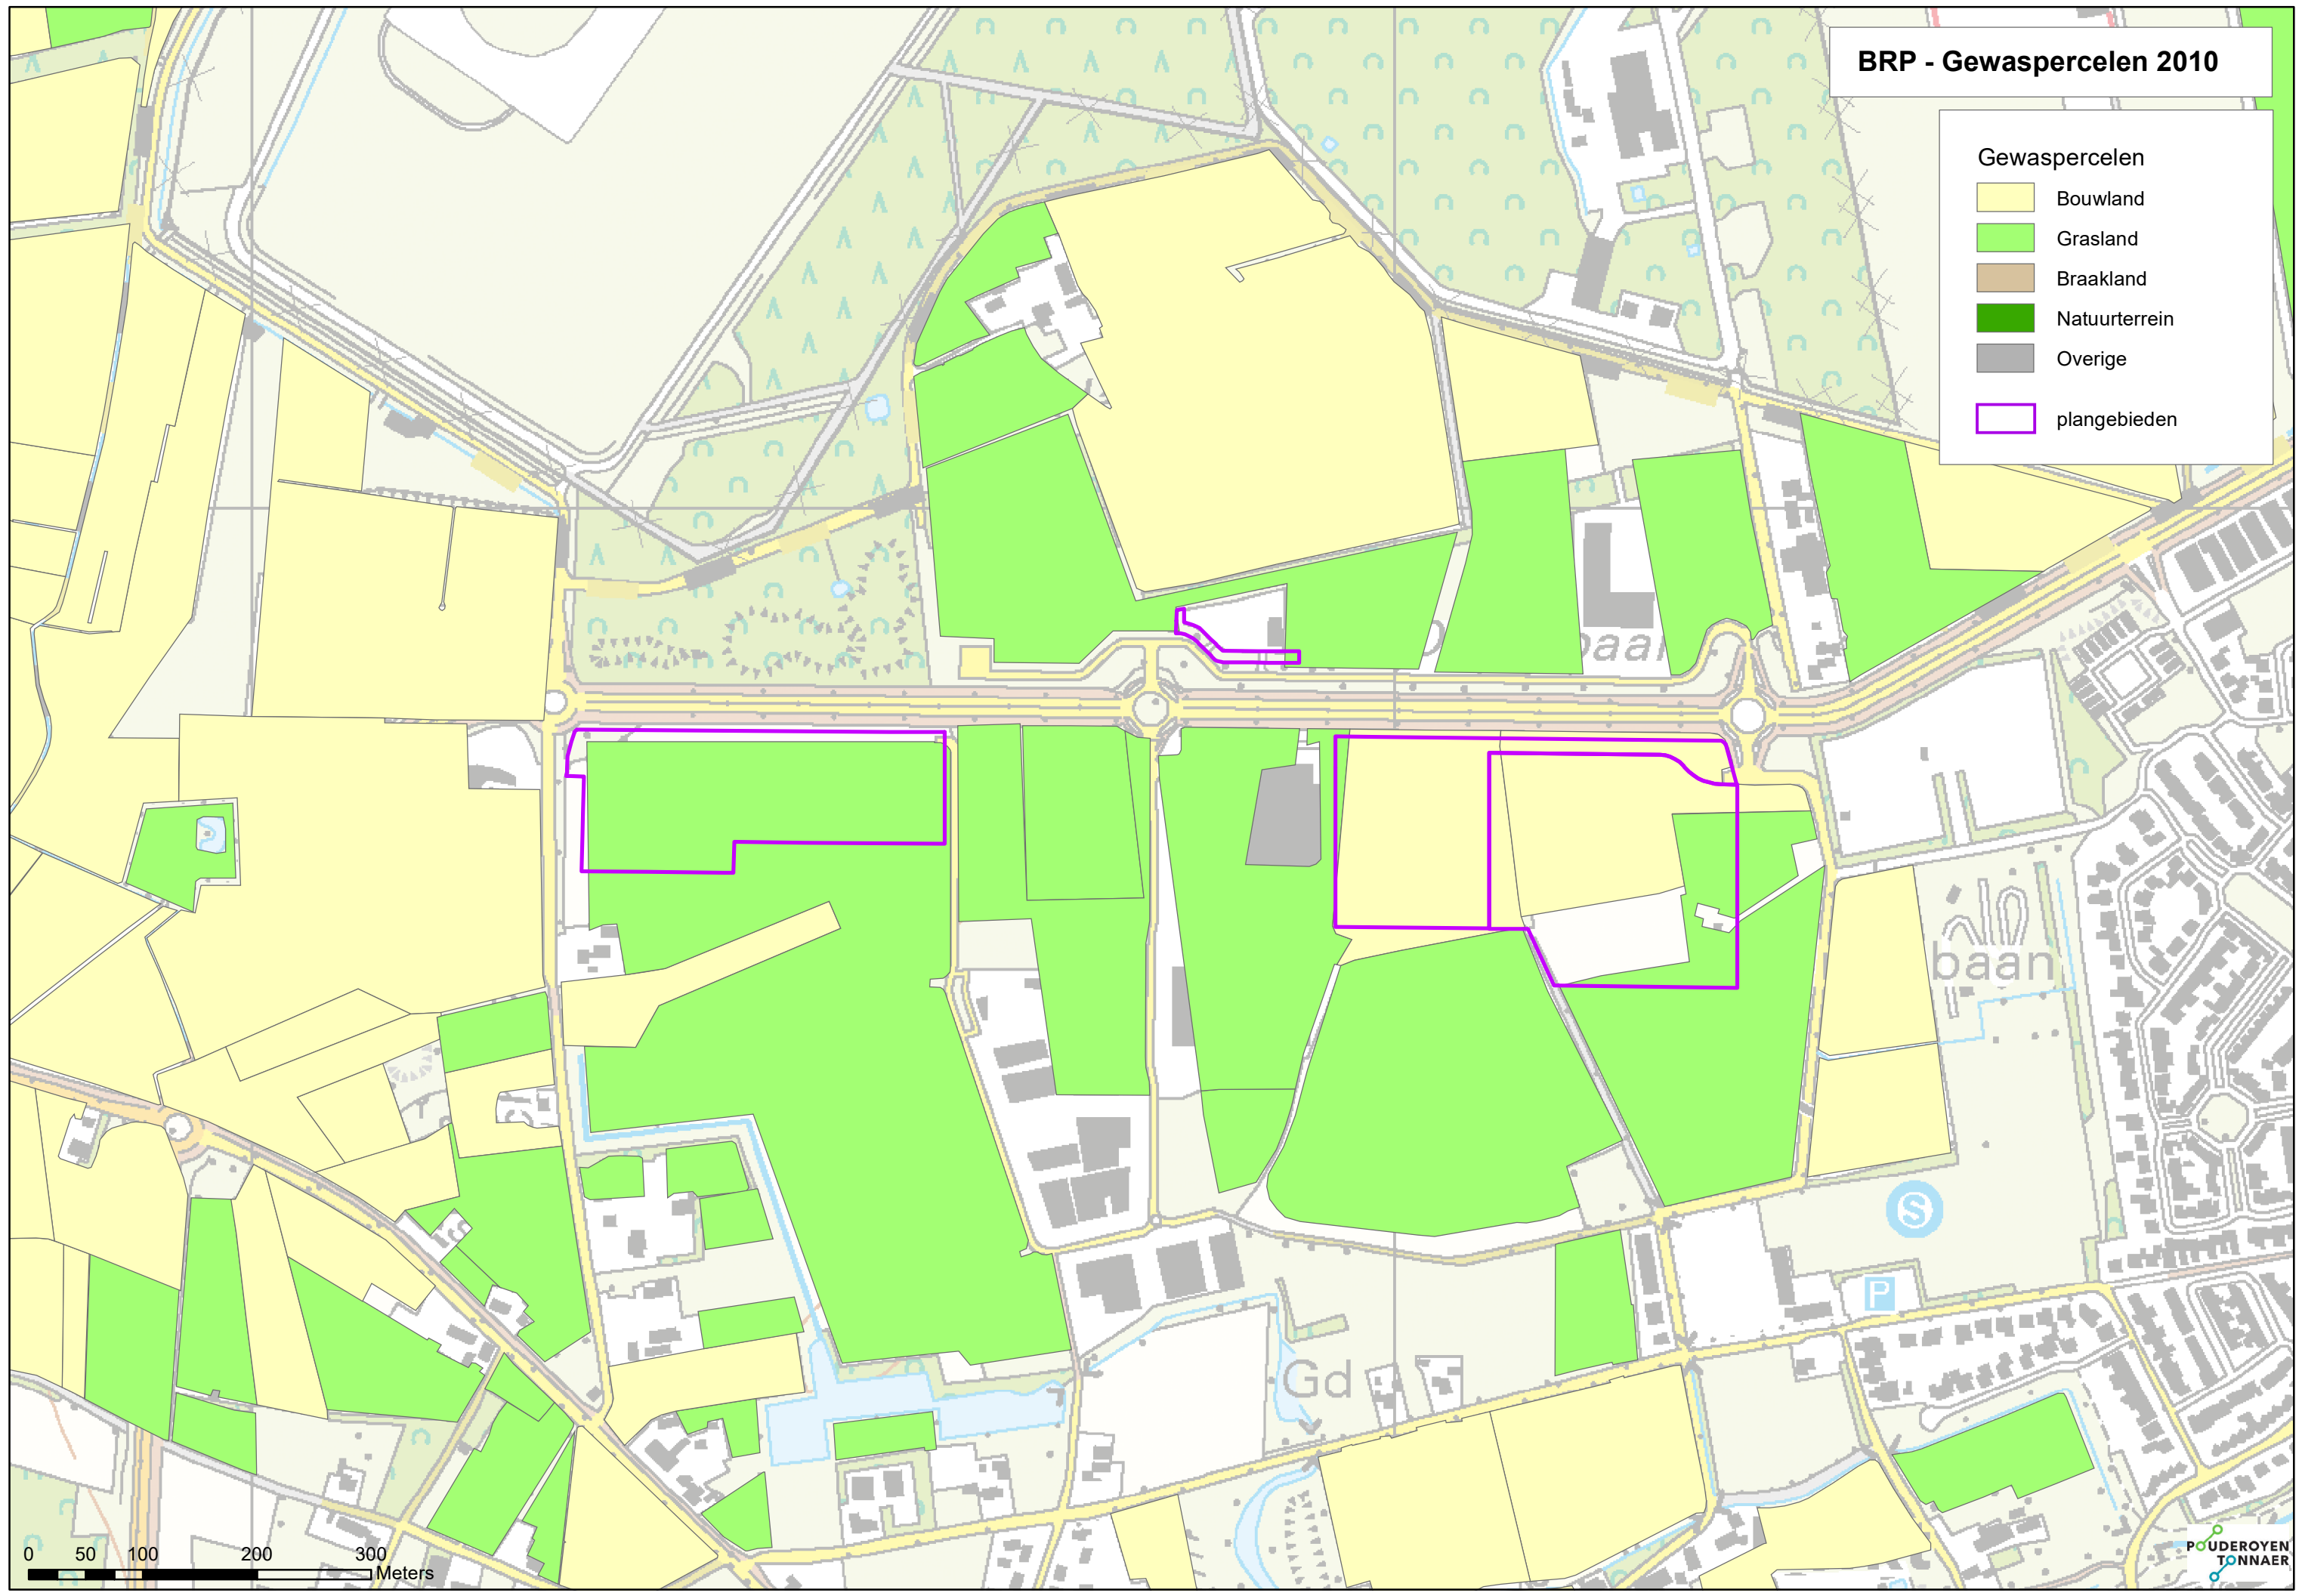 BRP - Gewaspercelen 2010
Gewaspercelen
Bouwland
Grasland
Braakland
Natuurterrein
Overige
plangebieden
baan
baan
S
P
Gd
0 50 100 200 300
Meters
POUDEROYEN
TONNAER